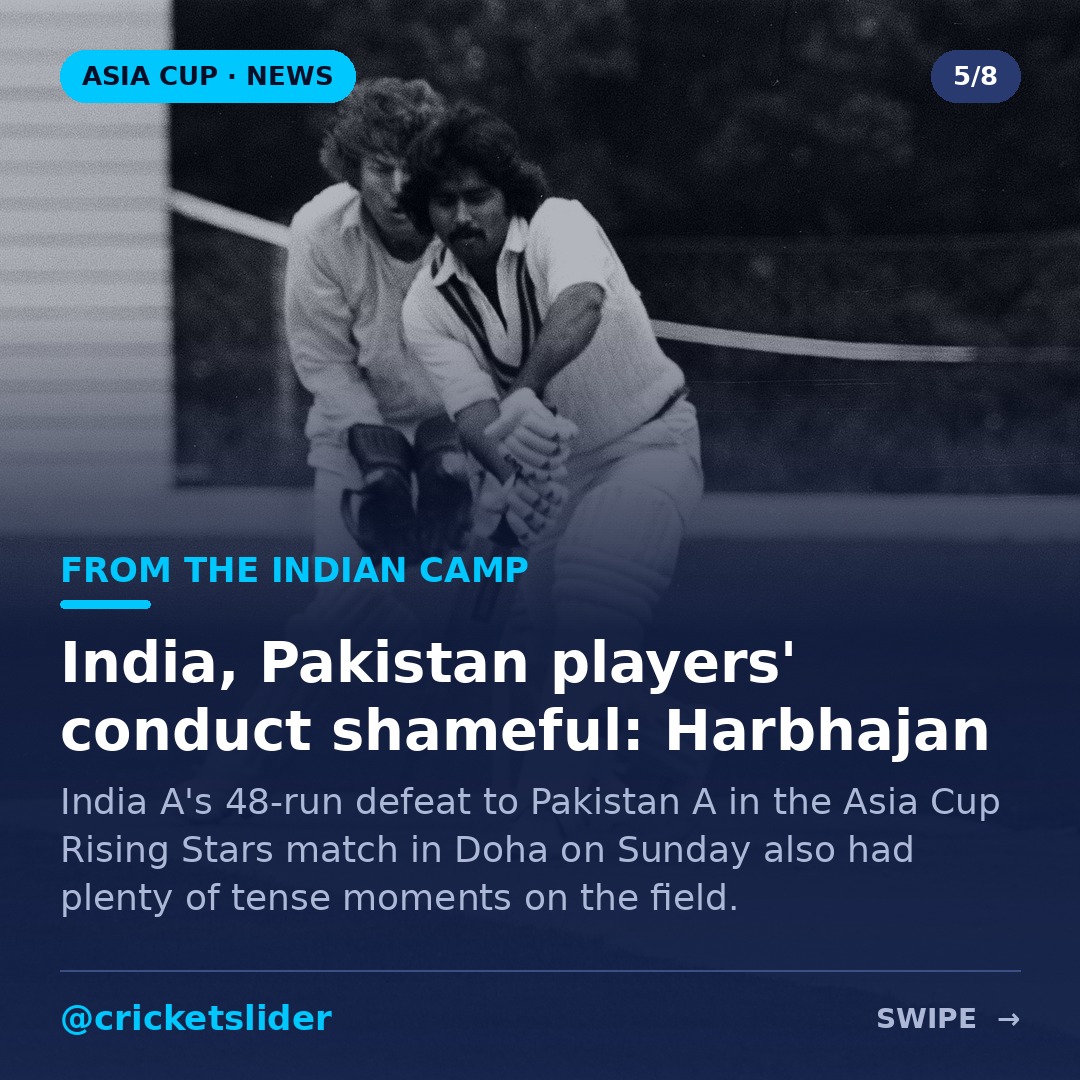 ASIA CUP · NEWS
5/8
FROM THE INDIAN CAMP
India, Pakistan players'
conduct shameful: Harbhajan
India A's 48-run defeat to Pakistan A in the Asia Cup
Rising Stars match in Doha on Sunday also had
plenty of tense moments on the field.
@cricketslider
SWIPE →